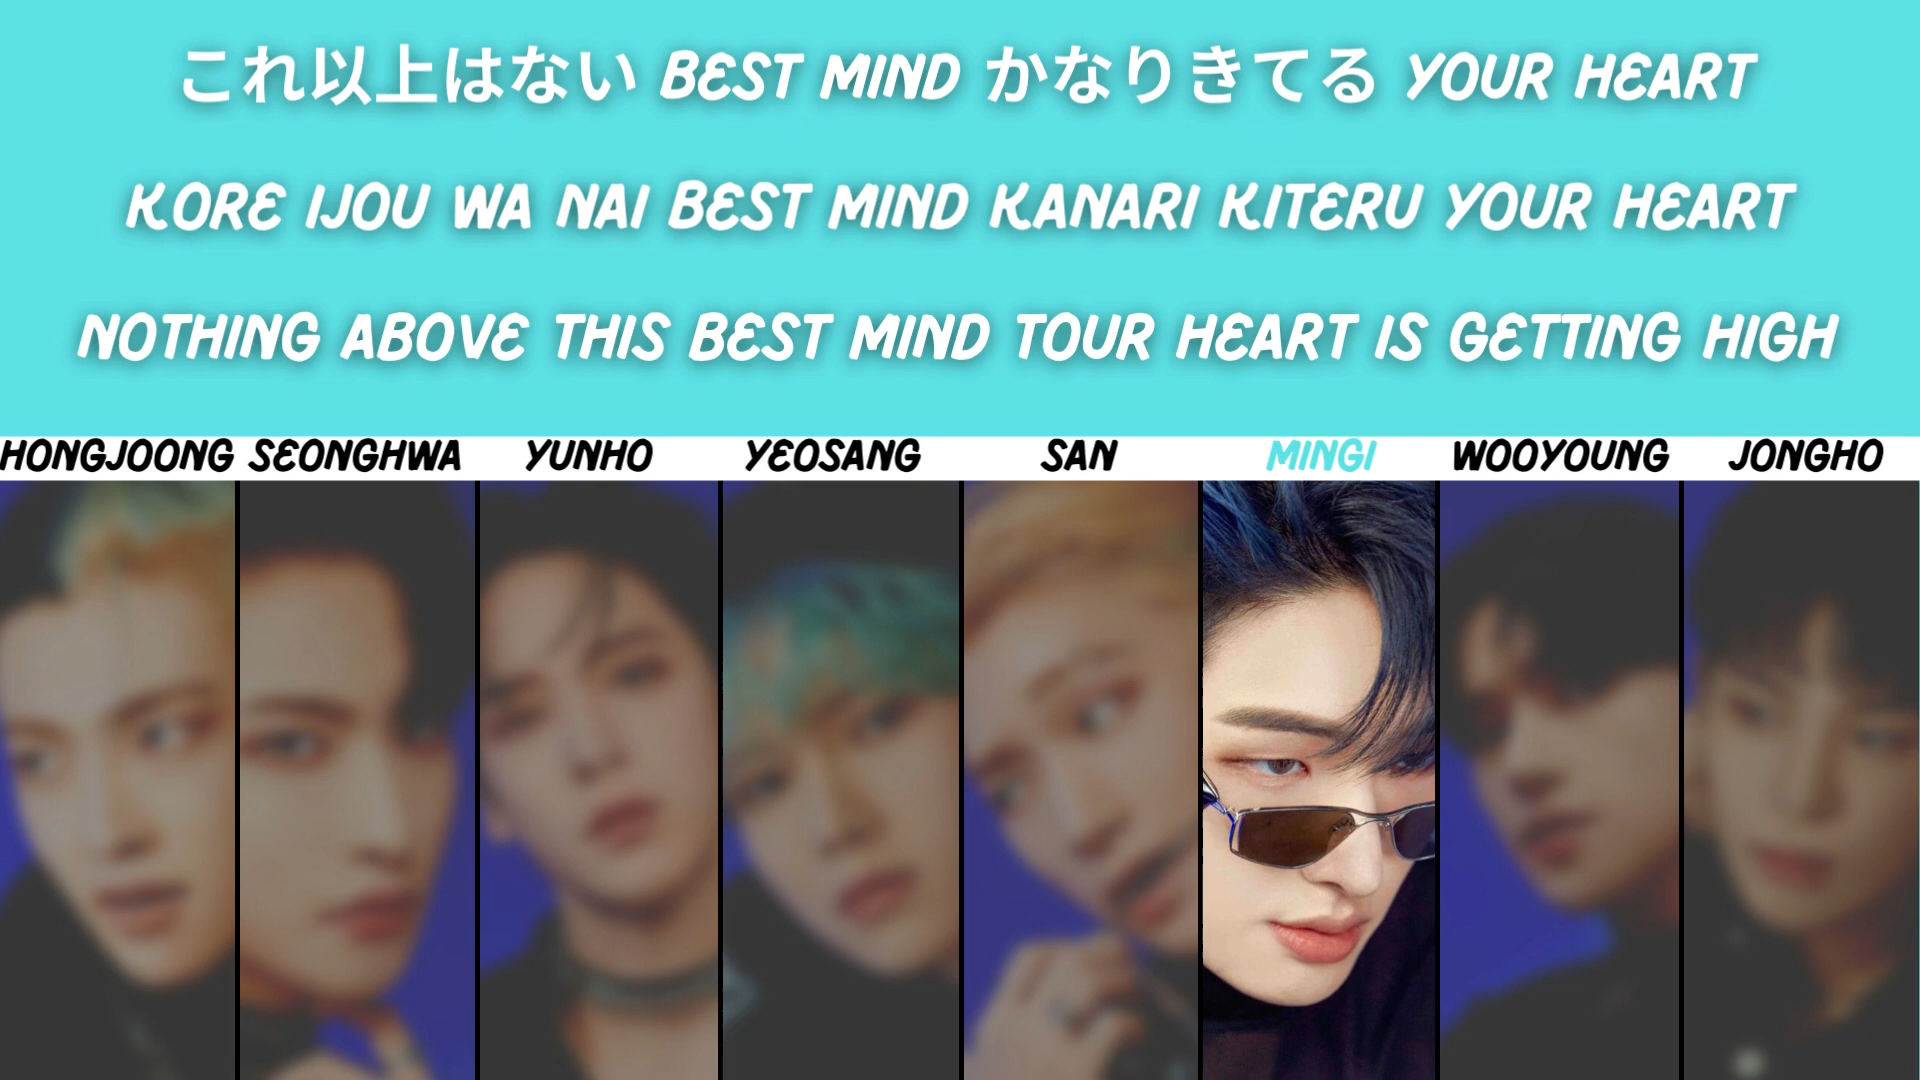 これ以上はない BEST MIND かなりきてる YOUR HEART
KORE IJOU WA NAI BEST MIND KANARI KITERU YOUR HEART
NOTHING ABOVE THIS BEST MIND TOUR HEART IS GETTING HIGH
HONGJOONG SEONGHWA YUNHO YEOSANG SAN MINGI WOOYOUNG JONGHO